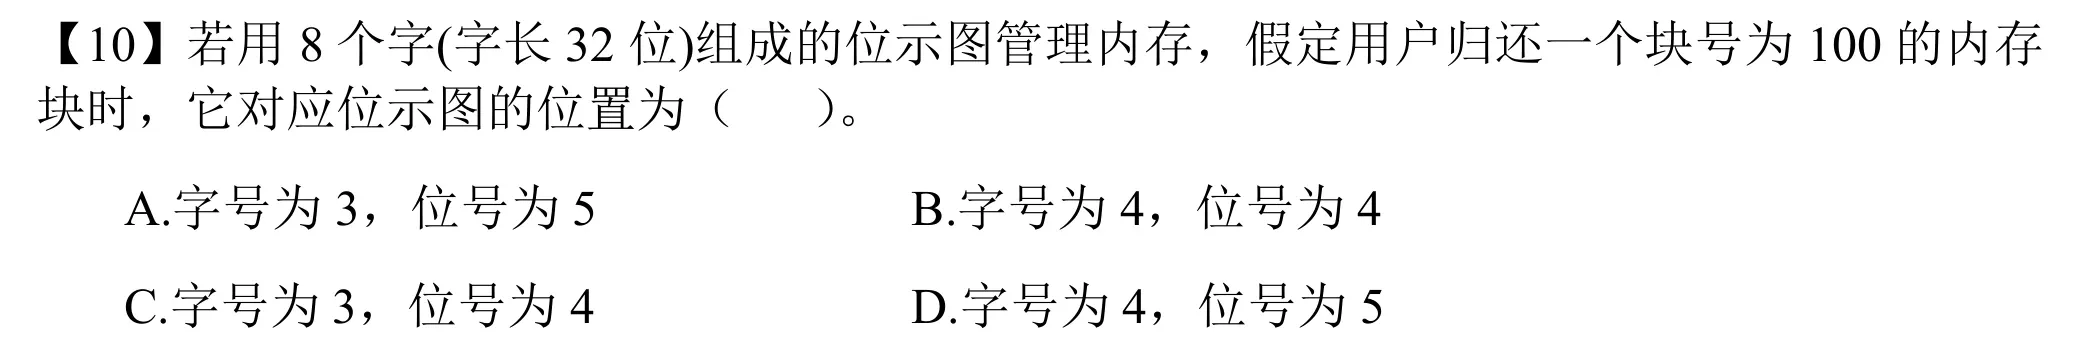 【10】若用 8 个字(字长 32 位)组成的位示图管理内存，假定用户归还一个块号为 100 的内存
块时，它对应位示图的位置为（　　）。
A.字号为 3，位号为 5　　B.字号为 4，位号为 4
C.字号为 3，位号为 4　　D.字号为 4，位号为 5